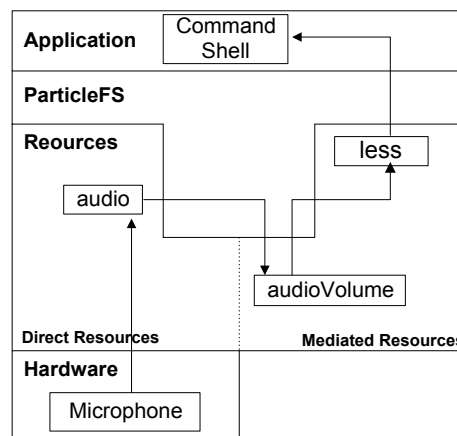 Application
Command
Shell
ParticleFS
Reources
less
audio
audioVolume
Direct Resources
Mediated Resources
Hardware
Microphone